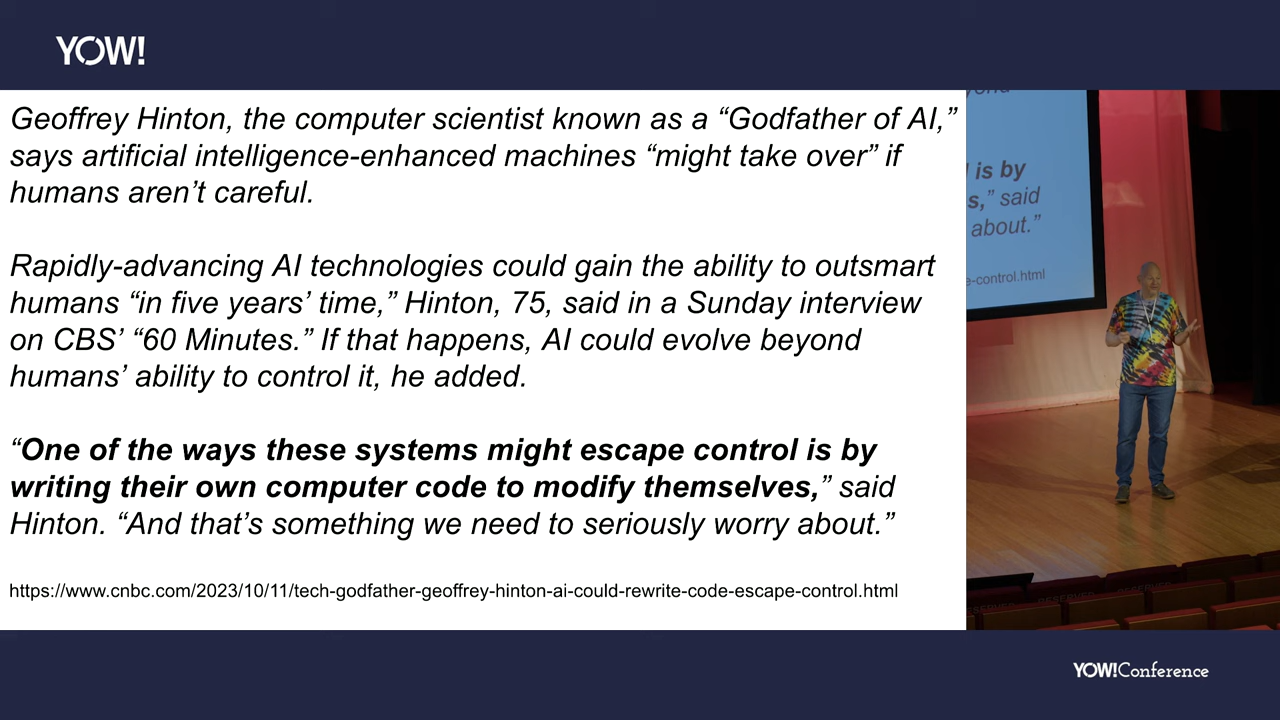 YOW!
Geoffrey Hinton, the computer scientist known as a “Godfather of AI,”
says artificial intelligence-enhanced machines “might take over” if
humans aren’t careful.
Rapidly-advancing AI technologies could gain the ability to outsmart
humans “in five years’ time,” Hinton, 75, said in a Sunday interview
on CBS’ “60 Minutes.” If that happens, AI could evolve beyond
humans’ ability to control it, he added.
“One of the ways these systems might escape control is by
writing their own computer code to modify themselves,” said
Hinton. “And that’s something we need to seriously worry about.”
https://www.cnbc.com/2023/10/11/tech-godfather-geoffrey-hinton-ai-could-rewrite-code-escape-control.html
is by
s,” said
about.”
e-control.html
RESERVED
YOW!Conference